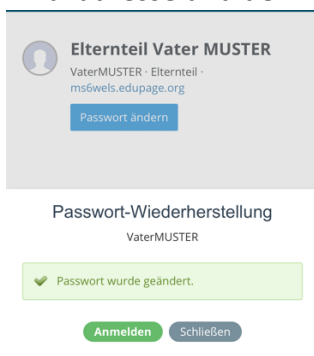 Elternteil Vater MUSTER
VaterMUSTER · Elternteil ·
ms6wels.edupage.org
Passwort ändern
Passwort-Wiederherstellung
VaterMUSTER
Passwort wurde geändert.
Anmelden Schließen